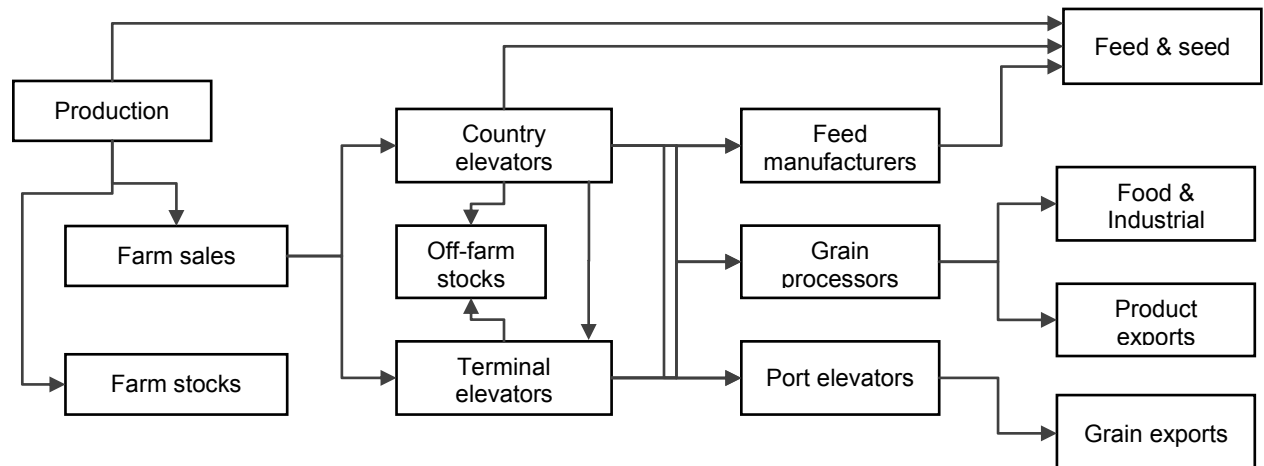 Feed & seed
Production
Country
elevators
Feed
manufacturers
Food &
Industrial
Farm sales
Off-farm
stocks
Grain
processors
Product
exports
Farm stocks
Terminal
elevators
Port elevators
Grain exports